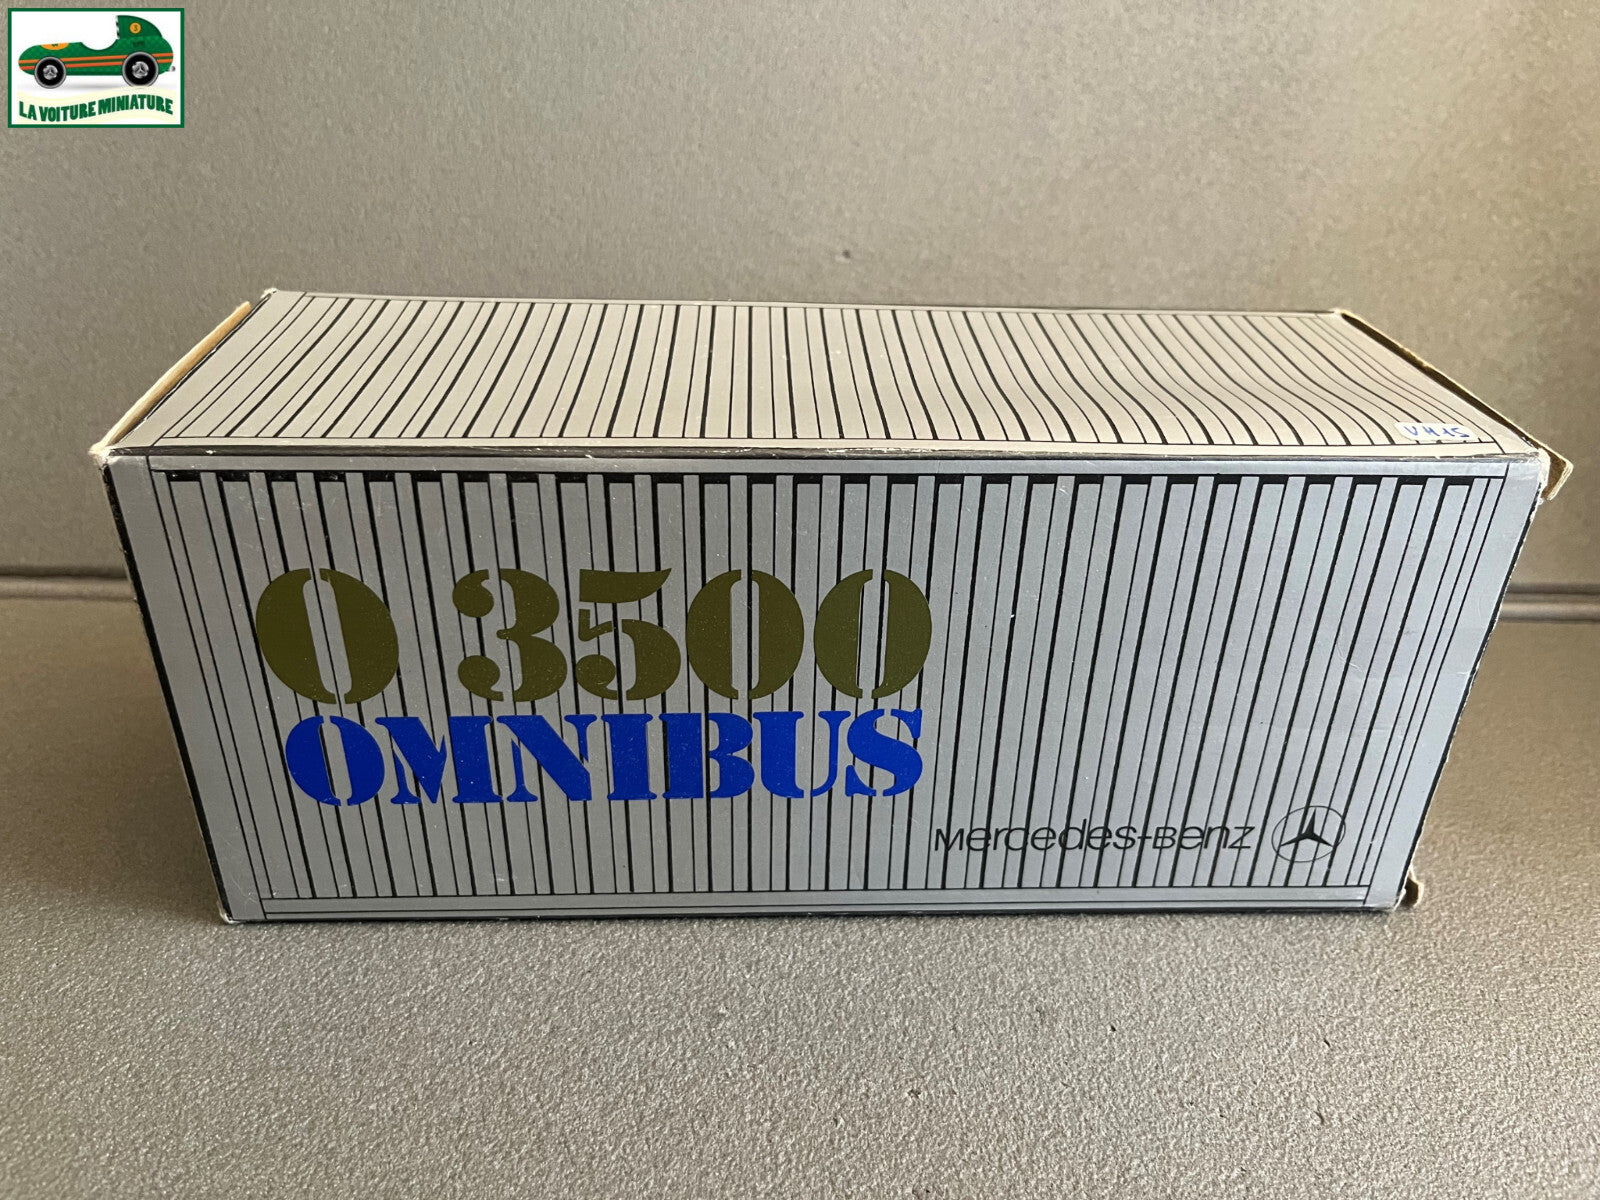 LA VOITURE MINIATURE
O 3500
OMNIBUS
Mercedes-Benz